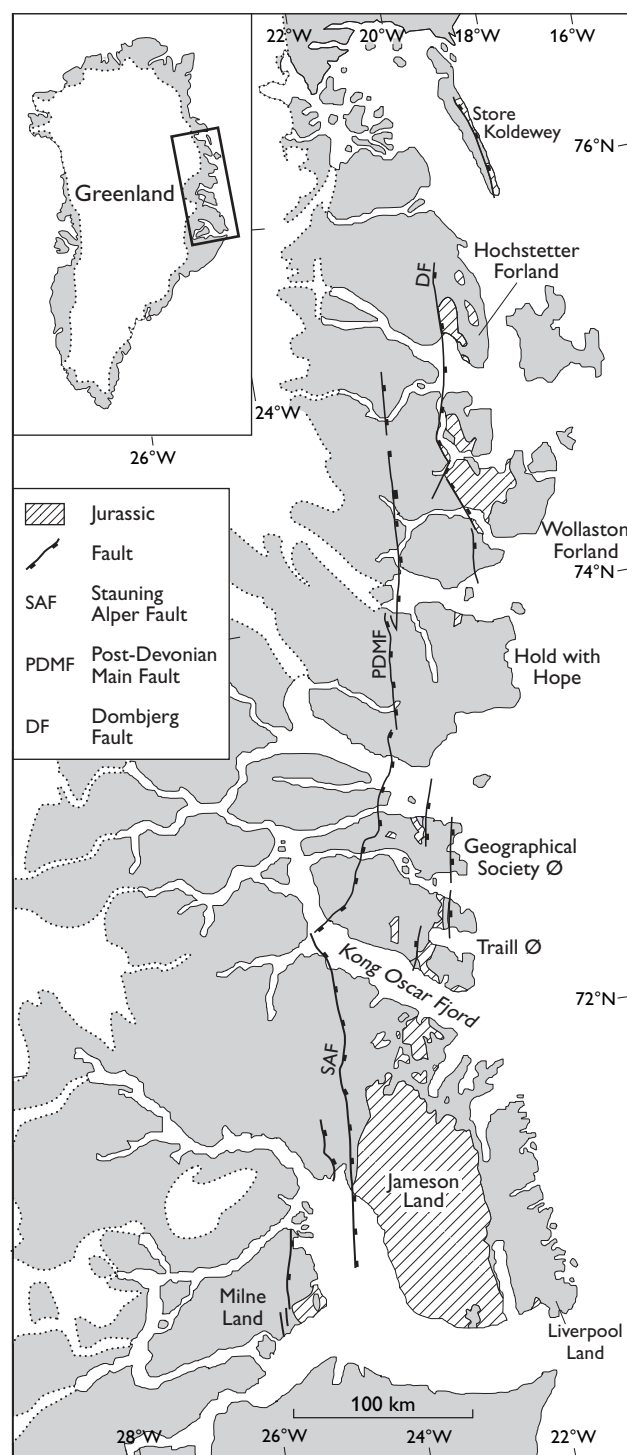 22°W
20°W
18°W
16°W
Store
Koldewey
76°N
Greenland
Hochstetter
Forland
DF
24°W
26°W
Jurassic
Fault
SAF
Stauning
Alper Fault
PDMF
Post-Devonian
Main Fault
DF
Dombjerg
Fault
Wollaston
Forland
74°N
PDMF
Hold with
Hope
Geographical
Society Ø
Traill Ø
Kong Oscar Fjord
72°N
SAF
Jameson
Land
Milne
Land
Liverpool
Land
100 km
28°W
26°W
24°W
22°W